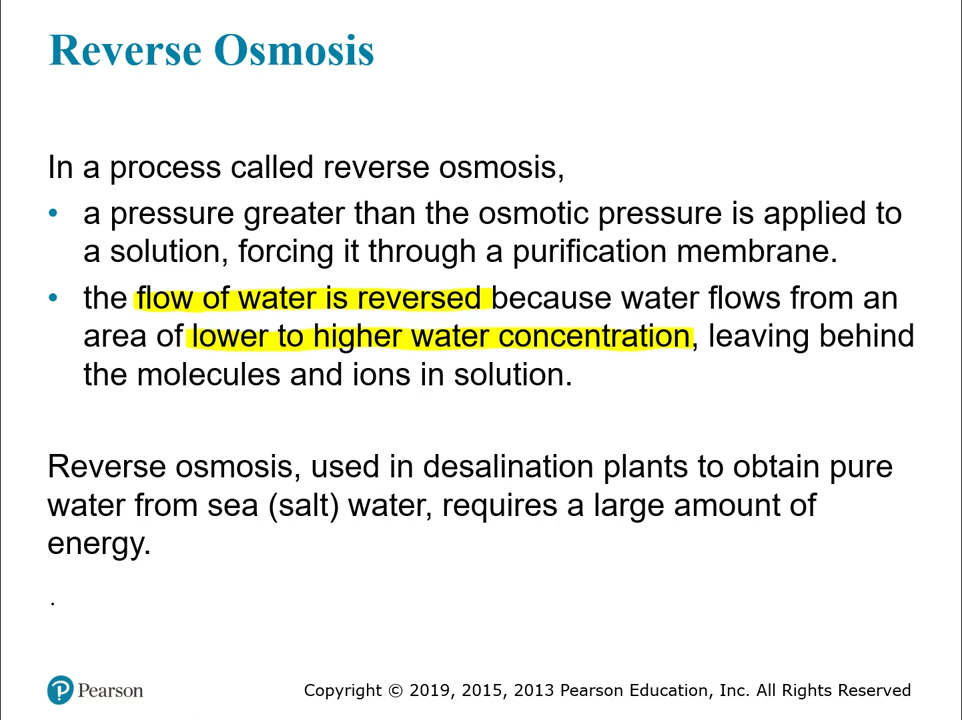 Reverse Osmosis
In a process called reverse osmosis,
• a pressure greater than the osmotic pressure is applied to
a solution, forcing it through a purification membrane.
• the flow of water is reversed because water flows from an
area of lower to higher water concentration, leaving behind
the molecules and ions in solution.
Reverse osmosis, used in desalination plants to obtain pure
water from sea (salt) water, requires a large amount of
energy.
.
Pearson
Copyright © 2019, 2015, 2013 Pearson Education, Inc. All Rights Reserved